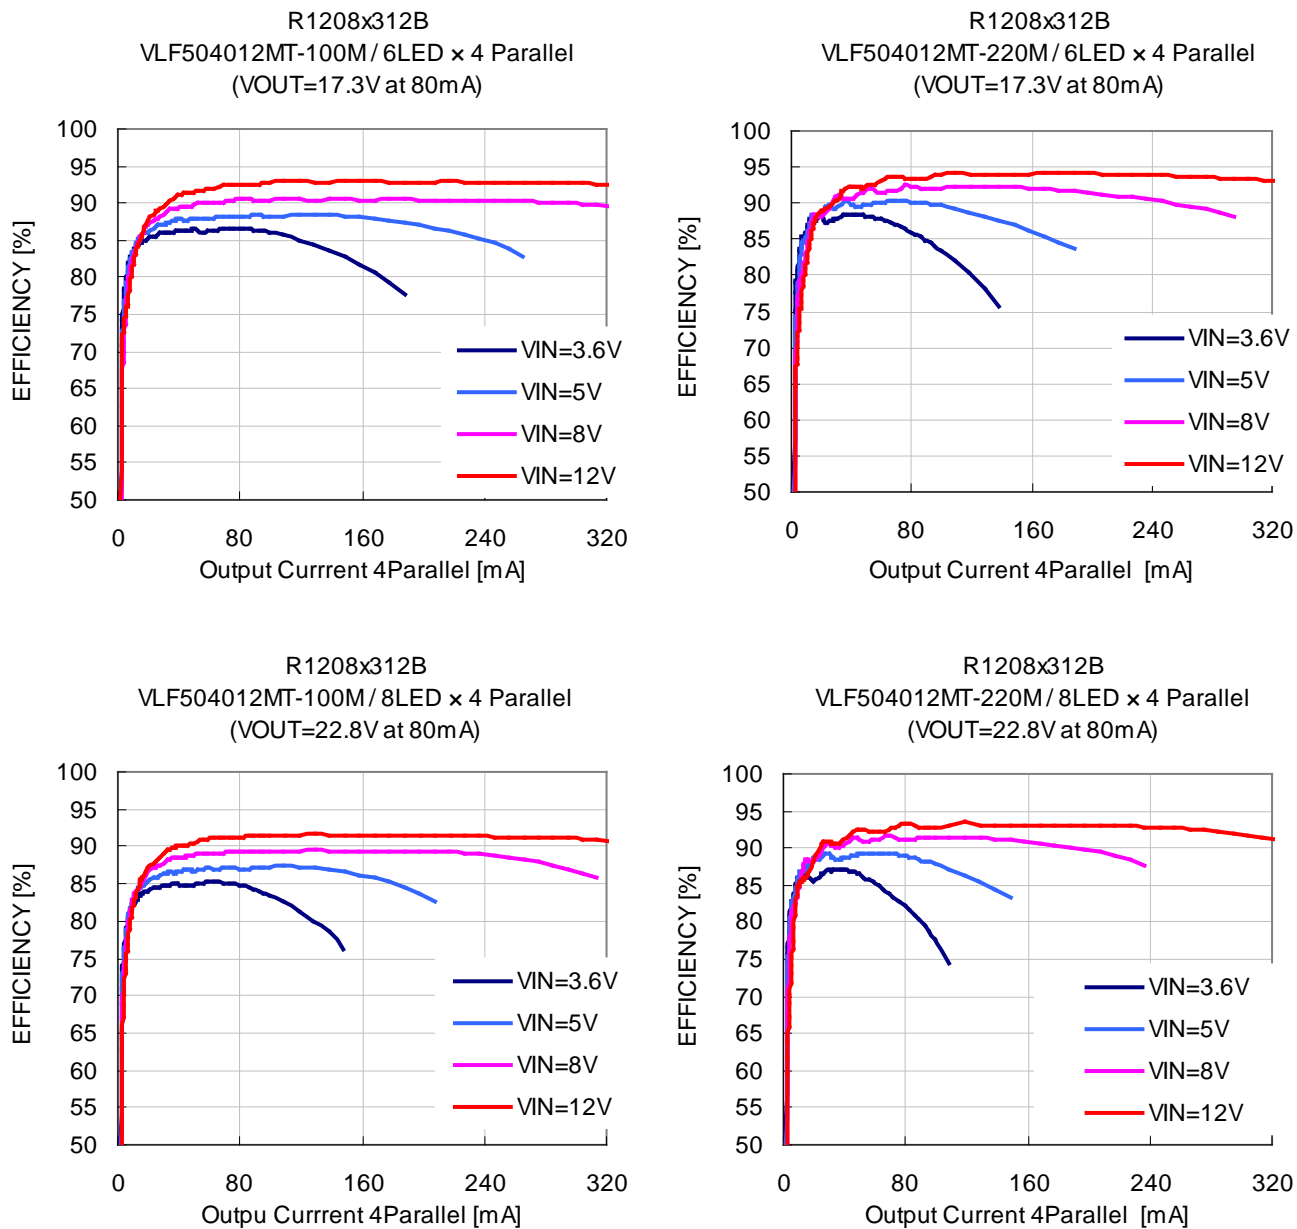 R1208x312B
VLF504012MT-100M / 6LED × 4 Parallel
(VOUT=17.3V at 80mA)
100
95
90
85
80
75
70
65
60
55
50
EFFICIENCY [%]
VIN=3.6V
VIN=5V
VIN=8V
VIN=12V
0 80 160 240 320
Output Currrent 4Parallel [mA]
R1208x312B
VLF504012MT-220M / 6LED × 4 Parallel
(VOUT=17.3V at 80mA)
100
95
90
85
80
75
70
65
60
55
50
EFFICIENCY [%]
VIN=3.6V
VIN=5V
VIN=8V
VIN=12V
0 80 160 240 320
Output Currrent 4Parallel [mA]
R1208x312B
VLF504012MT-100M / 8LED × 4 Parallel
(VOUT=22.8V at 80mA)
100
95
90
85
80
75
70
65
60
55
50
EFFICIENCY [%]
VIN=3.6V
VIN=5V
VIN=8V
VIN=12V
0 80 160 240 320
Outpu Currrent 4Parallel [mA]
R1208x312B
VLF504012MT-220M / 8LED × 4 Parallel
(VOUT=22.8V at 80mA)
100
95
90
85
80
75
70
65
60
55
50
EFFICIENCY [%]
VIN=3.6V
VIN=5V
VIN=8V
VIN=12V
0 80 160 240 320
Output Currrent 4Parallel [mA]